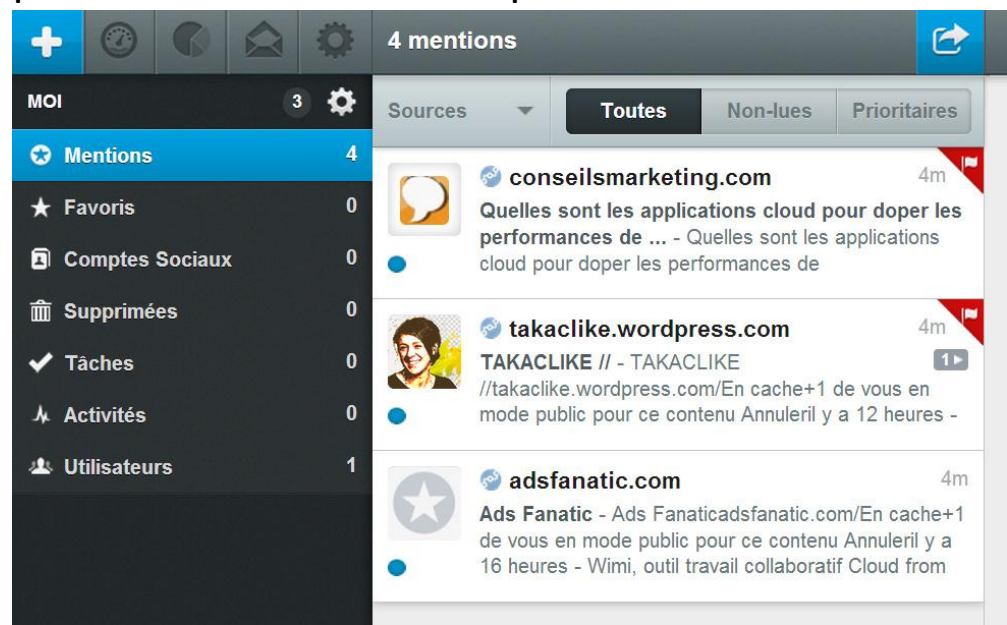 4 mentions
MOI 3
Sources Toutes Non-lues Prioritaires
Mentions 4
Favoris 0
Comptes Sociaux 0
Supprimées 0
Tâches 0
Activités 0
Utilisateurs 1
conseilsmarketing.com 4m
Quelles sont les applications cloud pour doper les
performances de ... - Quelles sont les applications
cloud pour doper les performances de
takaclike.wordpress.com 4m
TAKACLIKE // - TAKACLIKE 1
//takaclike.wordpress.com/En cache+1 de vous en
mode public pour ce contenu Annuleril y a 12 heures -
adsfanatic.com 4m
Ads Fanatic - Ads Fanaticadsfanatic.com/En cache+1
de vous en mode public pour ce contenu Annuleril y a
16 heures - Wimi, outil travail collaboratif Cloud from